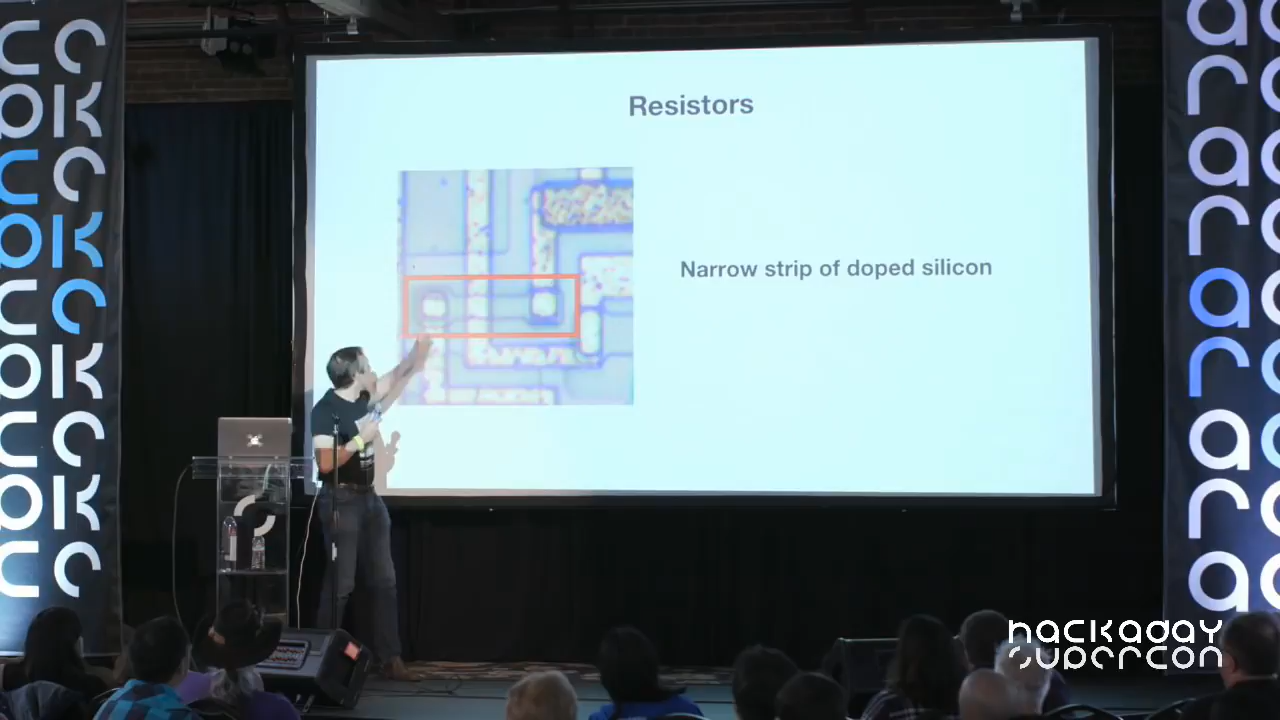 Resistors
Narrow strip of doped silicon
hackaday
supercon